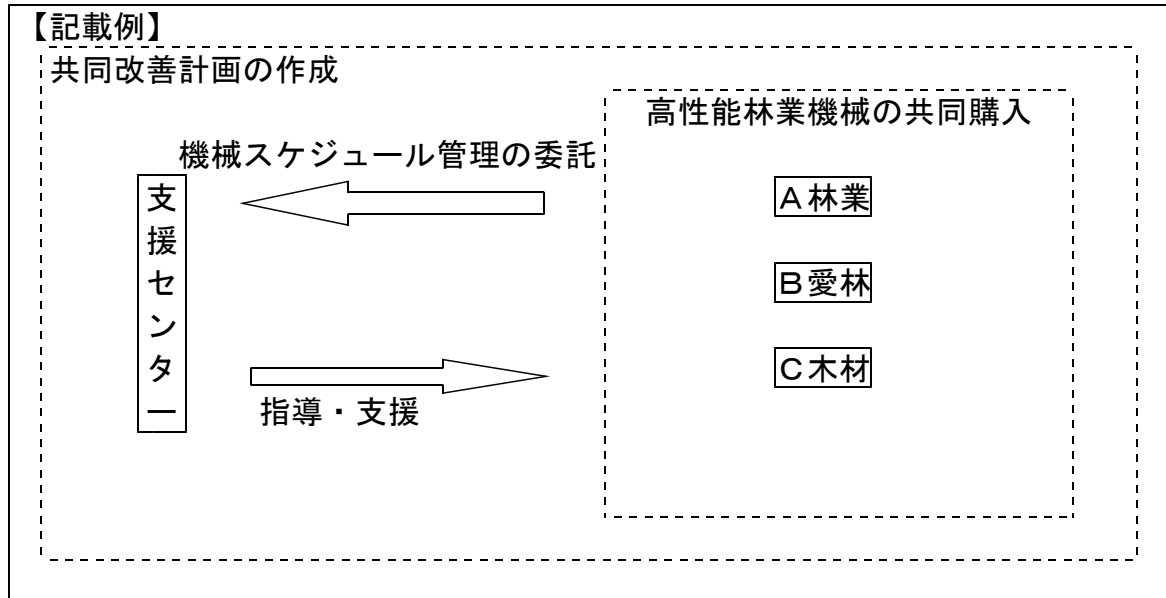 【記載例】
共同改善計画の作成
高性能林業機械の共同購入
機械スケジュール管理の委託
支援センター
Ａ林業
Ｂ愛林
Ｃ木材
指導・支援